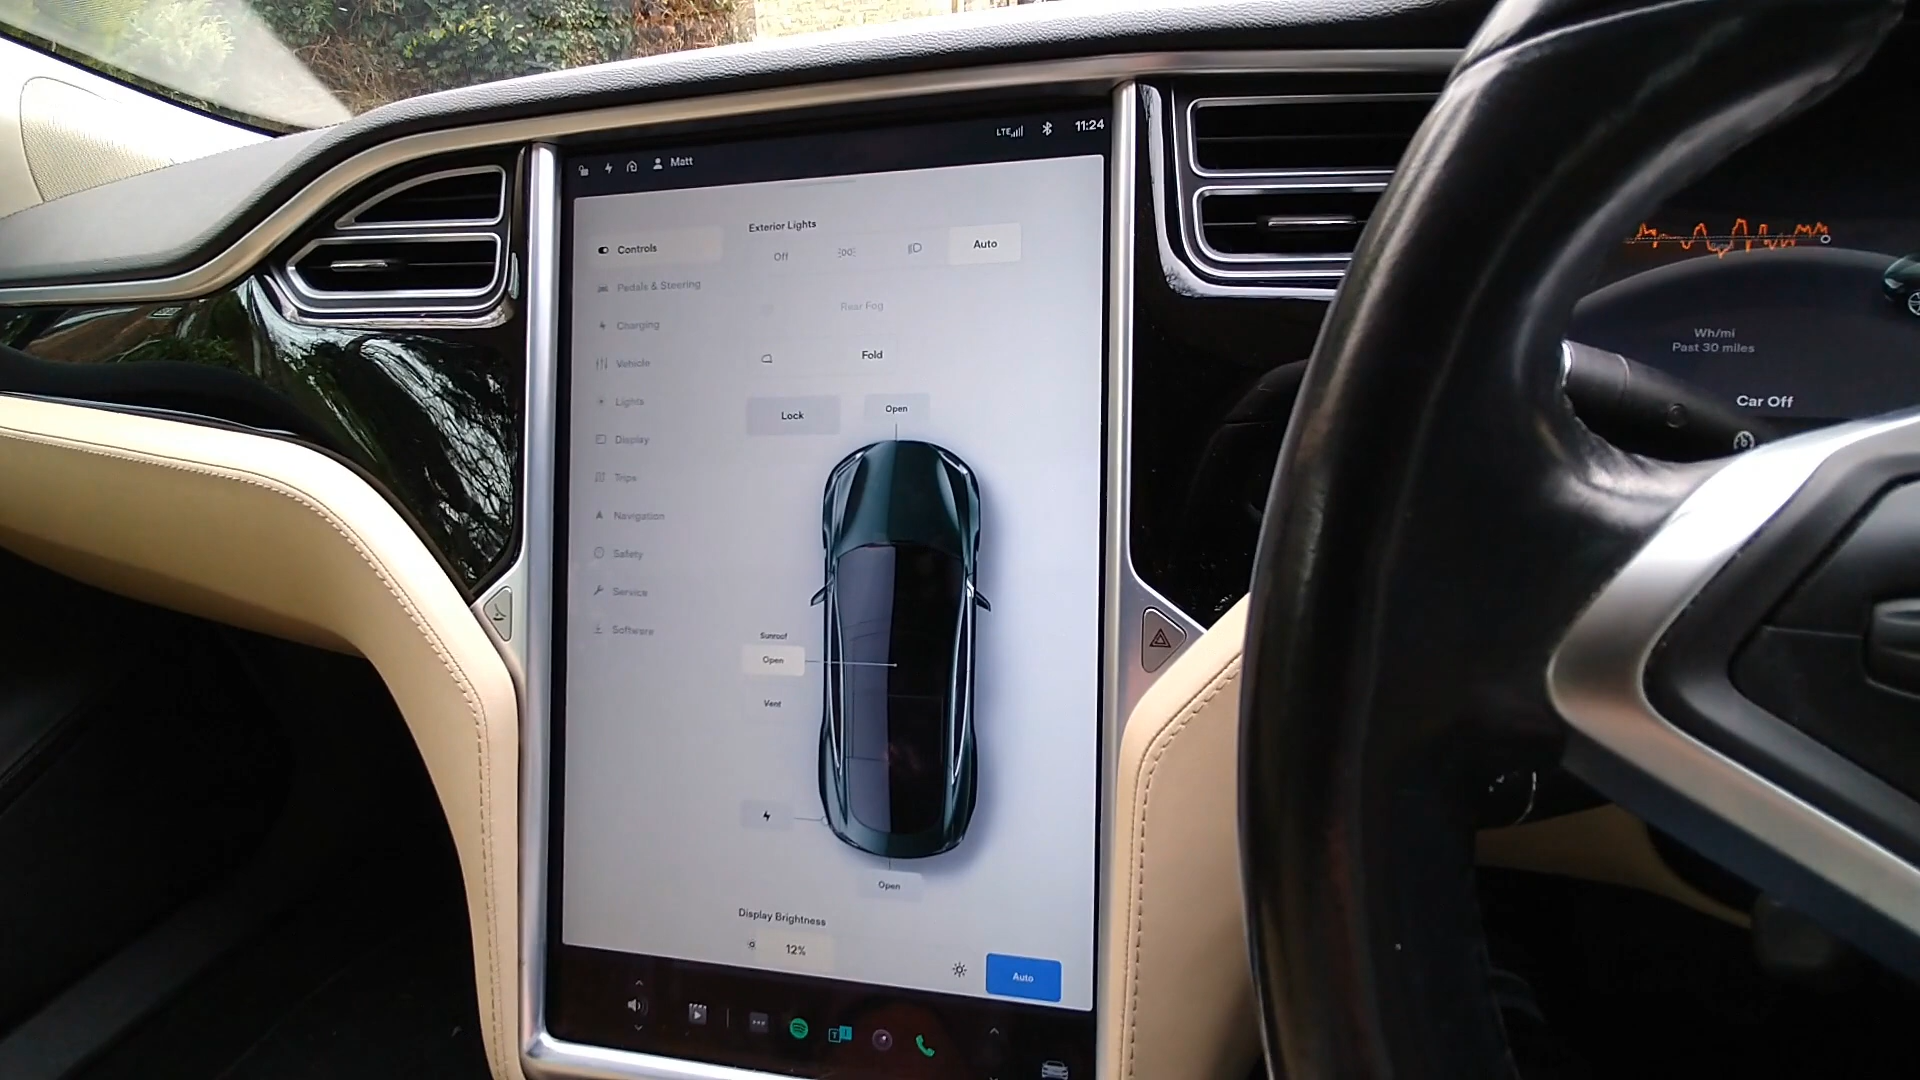 LTE
11:24
Matt
Controls
Pedals & Steering
Charging
Vehicle
Lights
Display
Trips
Navigation
Safety
Service
Software
Exterior Lights
Off
Auto
Rear Fog
Fold
Lock
Open
Sunroof
Open
Vent
Open
Display Brightness
12%
Auto
Wh/mi
Past 30 miles
Car Off